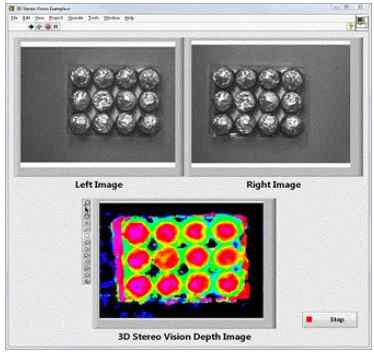 3D Stereo Vision Example.vi
File Edit View Project Operate Tools Window Help
Left Image
Right Image
Stop
3D Stereo Vision Depth Image